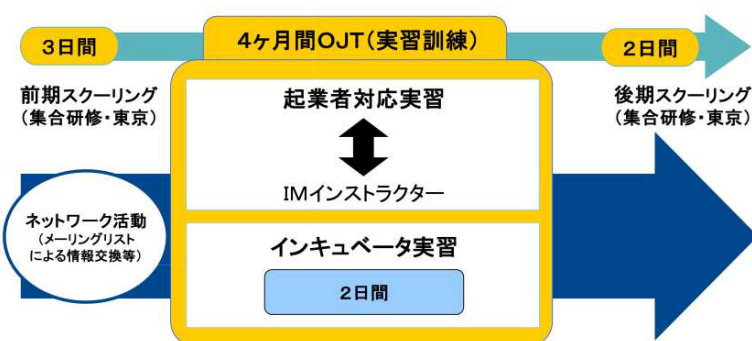 3日間
4ヶ月間OJT(実習訓練)
2日間
前期スクーリング
(集合研修・東京)
起業者対応実習
IMインストラクター
後期スクーリング
(集合研修・東京)
ネットワーク活動
(メーリングリスト
による情報交換等)
インキュベータ実習
2日間